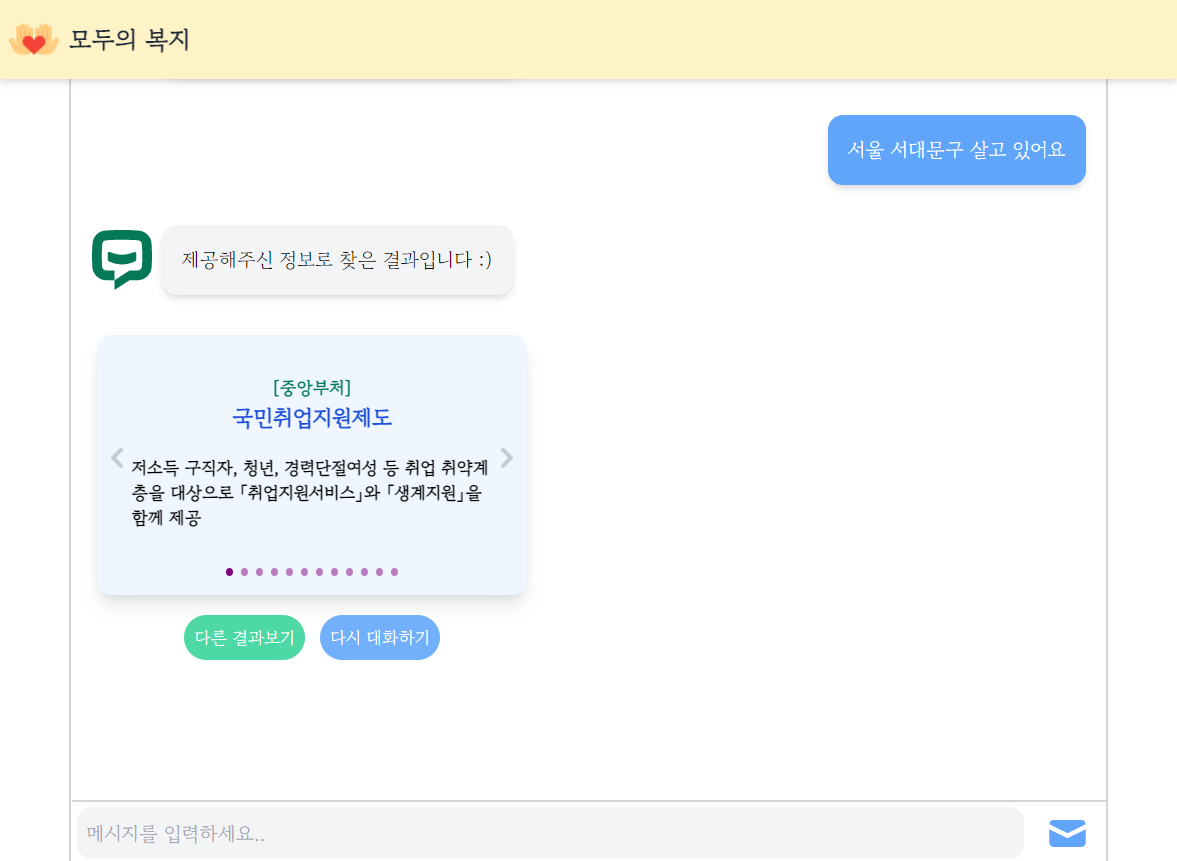 모두의 복지
서울 서대문구 살고 있어요
제공해주신 정보로 찾은 결과입니다 :)
[중앙부처]
국민취업지원제도
저소득 구직자, 청년, 경력단절여성 등 취업 취약계
층을 대상으로 ｢취업지원서비스｣와 ｢생계지원｣을
함께 제공
다른 결과보기
다시 대화하기
메시지를 입력하세요..